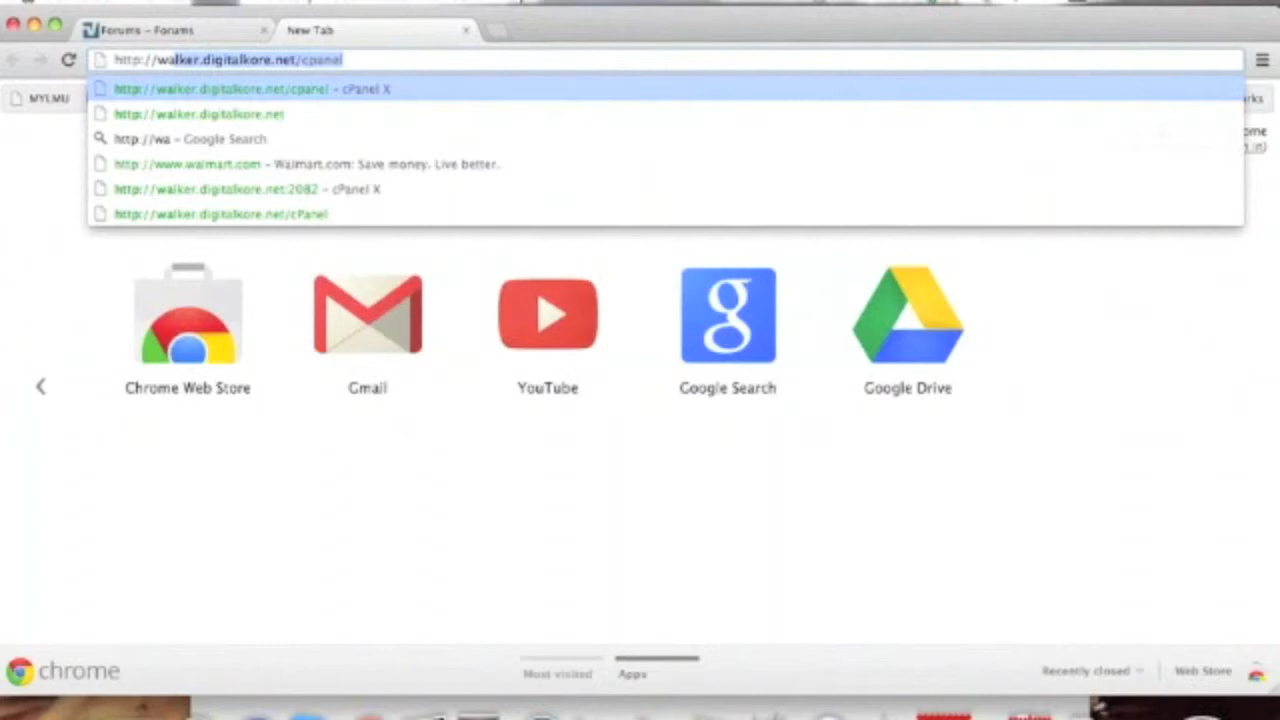 Forums - Forums
New Tab
http://walker.digitalkore.net/cpanel
MYLMU
http://walker.digitalkore.net/cpanel - cPanel X
http://walker.digitalkore.net
http://wa - Google Search
http://www.walmart.com - Walmart.com: Save money. Live better.
http://walker.digitalkore.net:2082 - cPanel X
http://walker.digitalkore.net/cPanel
Chrome Web Store
Gmail
YouTube
Google Search
Google Drive
chrome
Most visited
Apps
Recently closed
Web Store